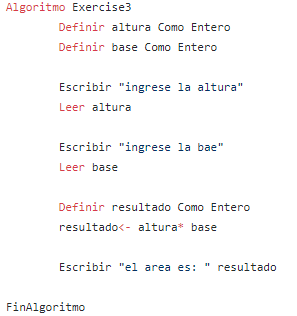 Algoritmo Exercise3
Definir altura Como Entero
Definir base Como Entero
Escribir "ingrese la altura"
Leer altura
Escribir "ingrese la bae"
Leer base
Definir resultado Como Entero
resultado<- altura* base
Escribir "el area es: " resultado
FinAlgoritmo